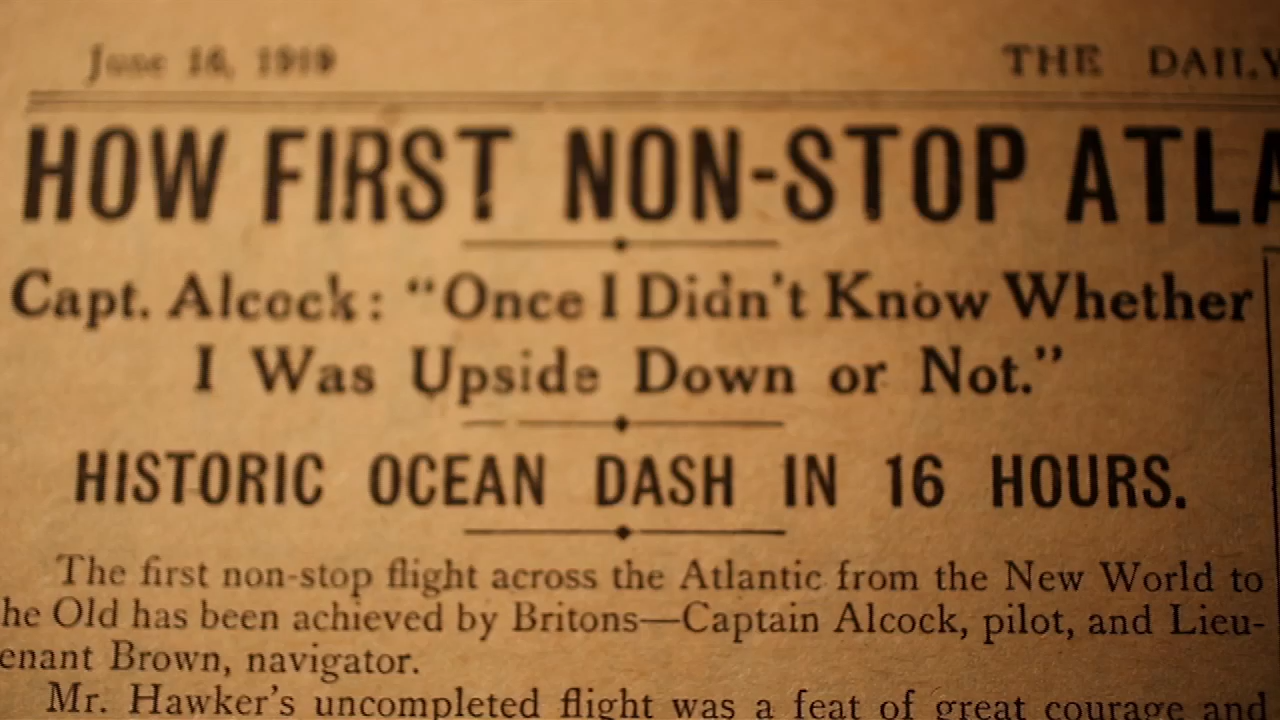 June 16, 1919 THE DAILY
HOW FIRST NON-STOP ATLA
Capt. Alcock: "Once I Didn't Know Whether
I Was Upside Down or Not."
HISTORIC OCEAN DASH IN 16 HOURS.
The first non-stop flight across the Atlantic from the New World to
he Old has been achieved by Britons—Captain Alcock, pilot, and Lieu-
enant Brown, navigator.
Mr. Hawker's uncompleted flight was a feat of great courage and